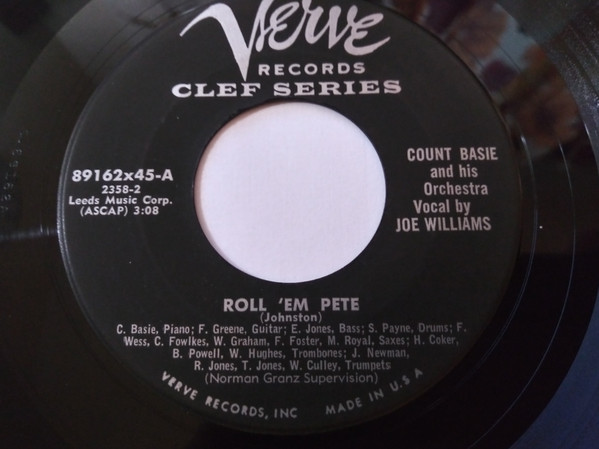 Verve
RECORDS
CLEF SERIES
89162x45-A
2358-2
Leeds Music Corp.
(ASCAP) 3:08
COUNT BASIE
and his
Orchestra
Vocal by
JOE WILLIAMS
ROLL 'EM PETE
(Johnston)
C. Basie, Piano; F. Greene, Guitar; E. Jones, Bass; S. Payne, Drums; F.
Wess, C. Fowlkes, W. Graham, F. Foster, M. Royal, Saxes; H. Coker,
B. Powell, W. Hughes, Trombones; J. Newman,
R. Jones, T. Jones, W. Culley, Trumpets
(Norman Granz Supervision)
VERVE RECORDS, INC MADE IN U.S.A